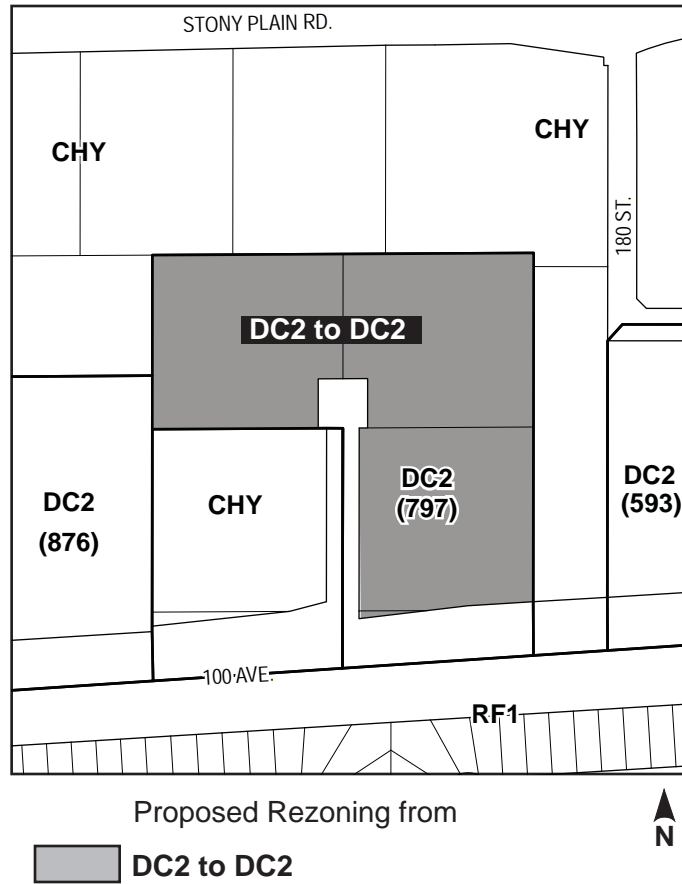 STONY PLAIN RD.
CHY
CHY
180 ST.
DC2 to DC2
DC2
(876)
CHY
DC2
(797)
DC2
(593)
100 AVE.
RF1
Proposed Rezoning from
DC2 to DC2
N